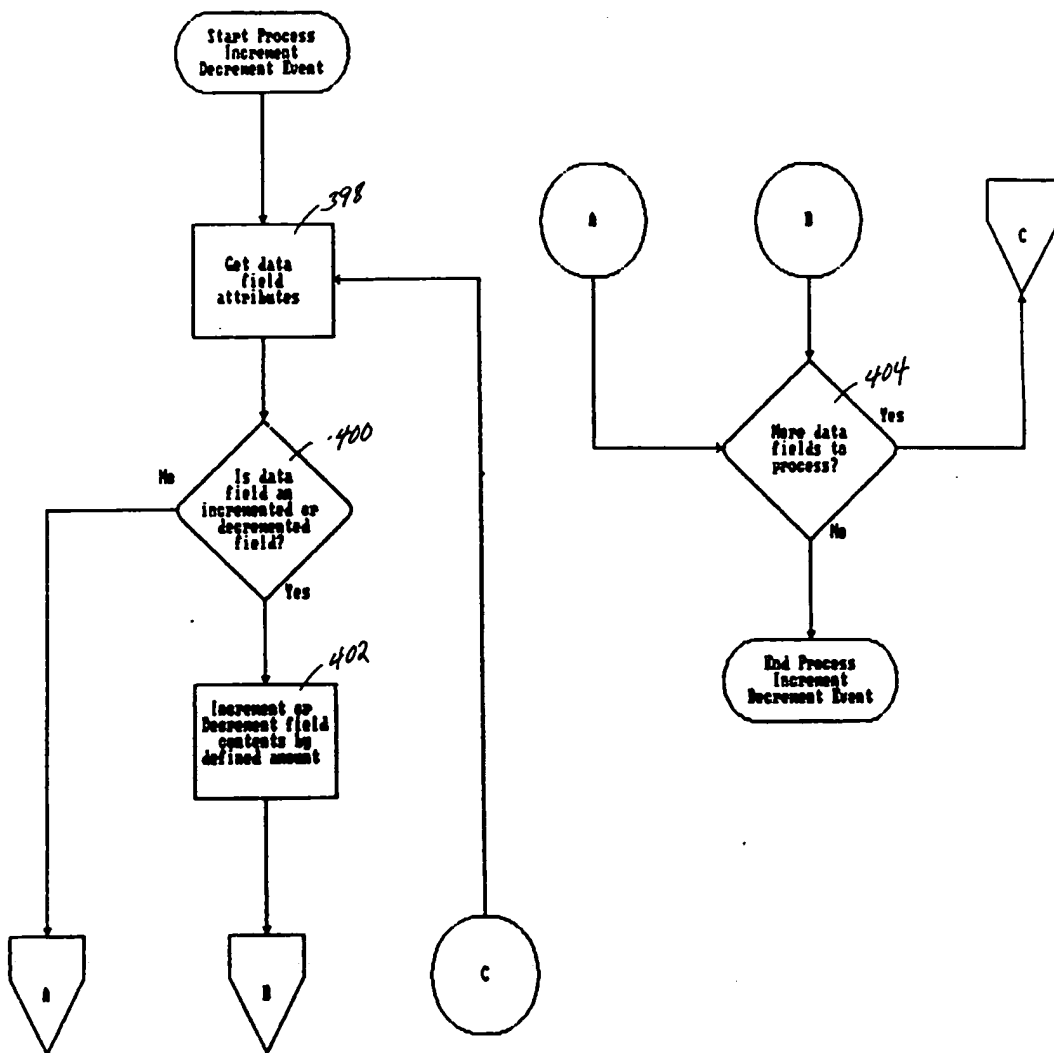 Start Process
Increment
Decrement Event
398
Get data
field
attributes
400
No
Is data
field an
incremented or
decremented
field?
Yes
402
Increment or
Decrement field
contents by
defined amount
A
B
C
A
B
C
404
Yes
More data
fields to
process?
No
End Process
Increment
Decrement Event